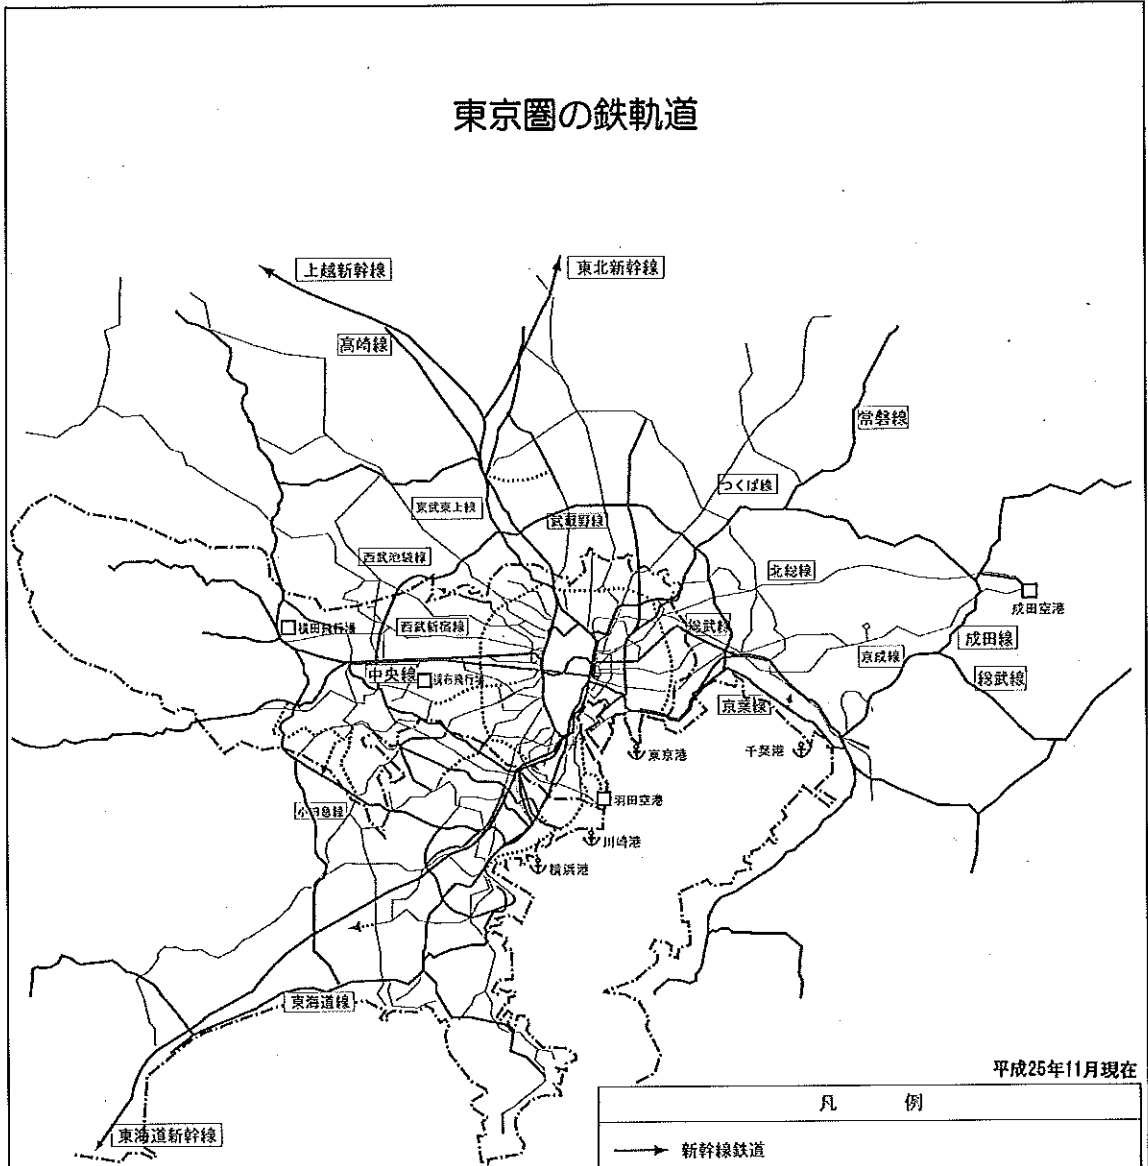 東京圏の鉄軌道
上越新幹線
東北新幹線
高崎線
常磐線
つくば線
東武東上線
武蔵野線
西武池袋線
北総線
成田空港
横田飛行場
西武新宿線
総武線
成田線
京成線
中央線
調布飛行場
総武線
京葉線
東京港
千葉港
小田急線
羽田空港
川崎港
横浜港
東海道線
平成25年11月現在
凡 例
東海道新幹線
新幹線鉄道